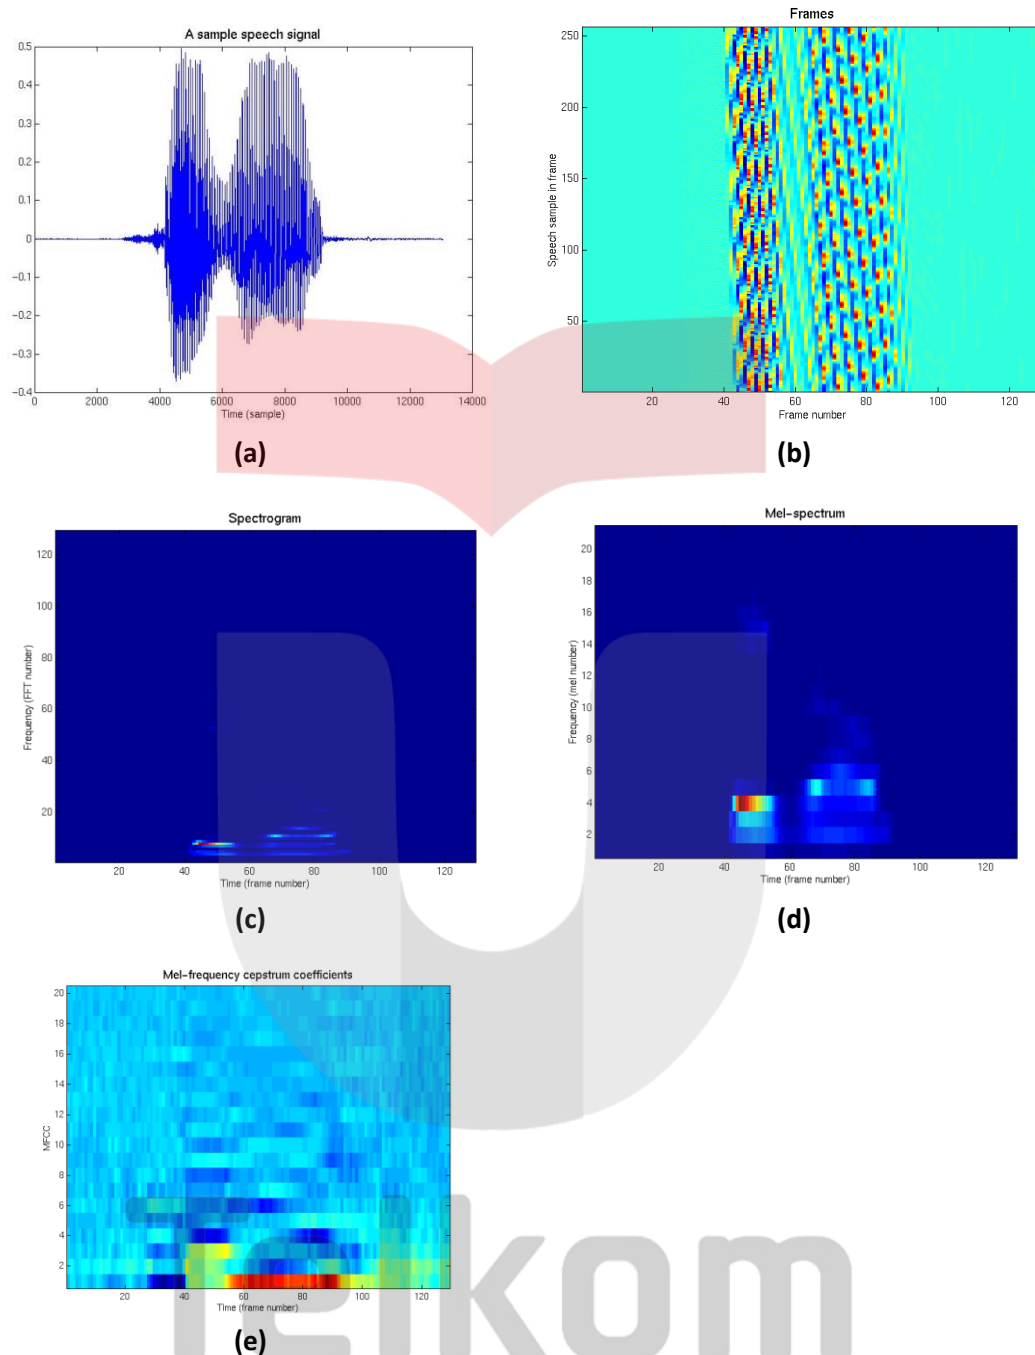 A sample speech signal
0.5
0.4
0.3
0.2
0.1
0
−0.1
−0.2
−0.3
−0.4
0 2000 4000 6000 8000 10000 12000 14000
Time (sample)
(a)
Frames
250
200
150
100
50
Speech sample in frame
20 40 60 80 100 120
Frame number
(b)
Spectrogram
120
100
80
60
40
20
Frequency (FFT number)
20 40 60 80 100 120
Time (frame number)
(c)
Mel−spectrum
20
18
16
14
12
10
8
6
4
2
Frequency (mel number)
20 40 60 80 100 120
Time (frame number)
(d)
Mel−frequency cepstrum coefficients
20
18
16
14
12
10
8
6
4
2
MFCC
20 40 60 80 100 120
Time (frame number)
(e)
Telkom